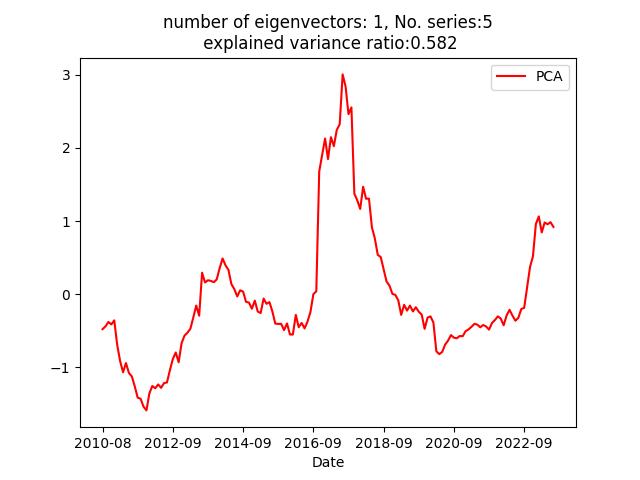 number of eigenvectors: 1, No. series:5
explained variance ratio:0.582
PCA
3
2
1
0
−1
2010-08 2012-09 2014-09 2016-09 2018-09 2020-09 2022-09
Date